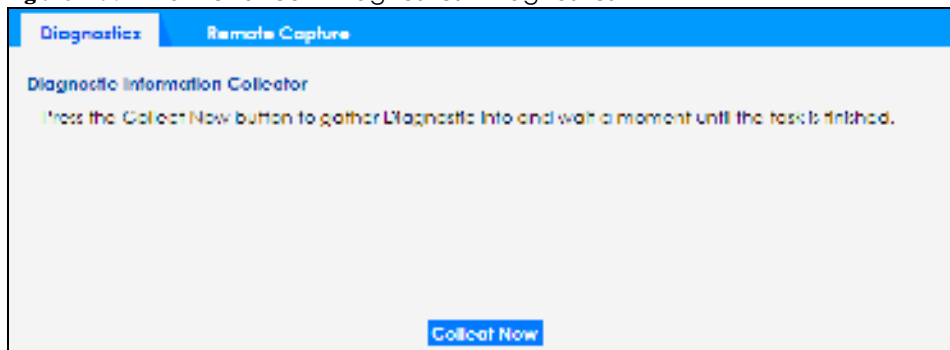 Diagnostics Remote Capture
Diagnostic Information Collector
Press the Collect Now button to gather Diagnostic Info and wait a moment until the task is finished.
Collect Now